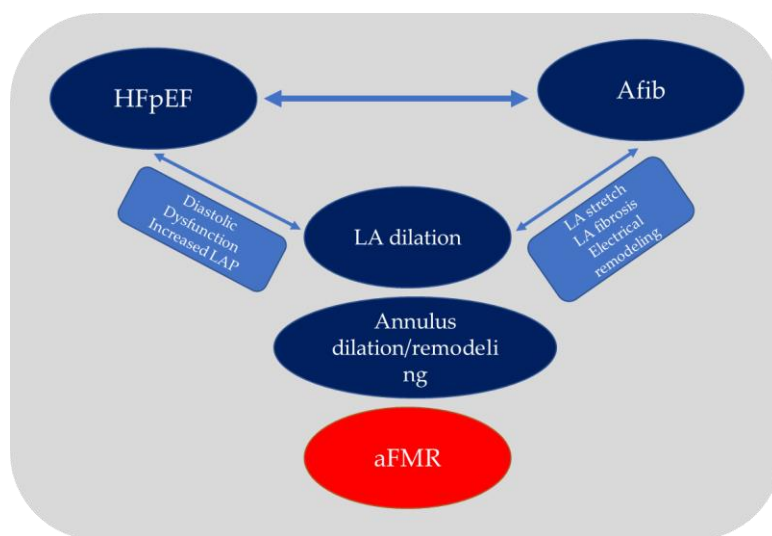 HFpEF
Afib
Diastolic
Dysfunction
Increased LAP
LA dilation
LA stretch
LA fibrosis
Electrical
remodeling
Annulus
dilation/remodeli
ng
aFMR